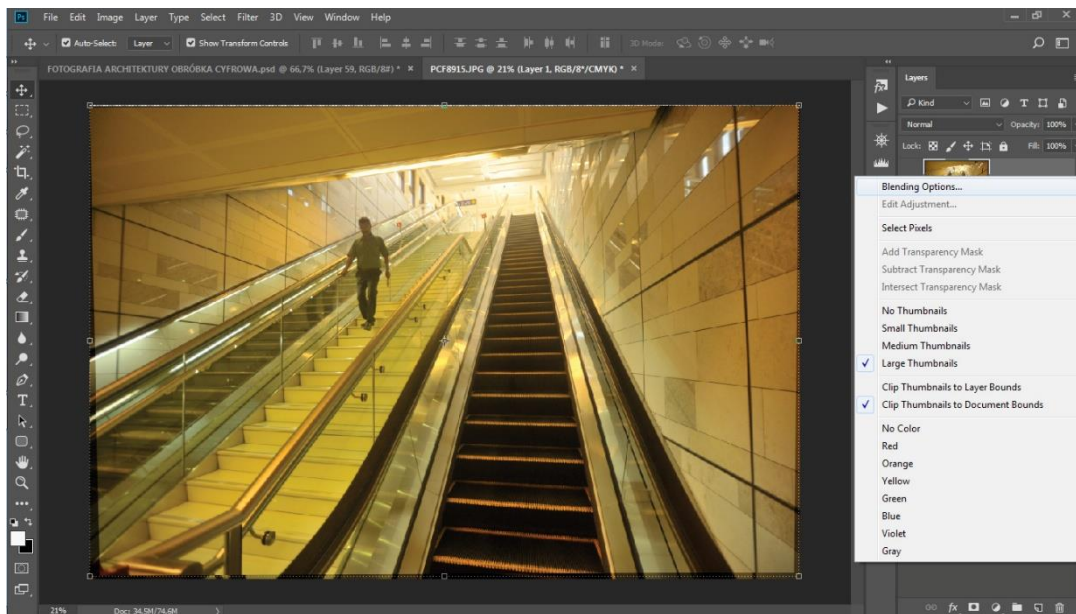 Ps File Edit Image Layer Type Select Filter 3D View Window Help
Auto-Select: Layer Show Transform Controls 3D Mode:
FOTOGRAFIA ARCHITEKTURY OBRÓBKA CYFROWA.psd @ 66,7% (Layer 59, RGB/8#) * × PCF8915.JPG @ 21% (Layer 1, RGB/8*/CMYK) * ×
Layers
Kind
Normal Opacity: 100%
Lock: Fill: 100%
Blending Options...
Edit Adjustment...
Select Pixels
Add Transparency Mask
Subtract Transparency Mask
Intersect Transparency Mask
No Thumbnails
Small Thumbnails
Medium Thumbnails
Large Thumbnails
Clip Thumbnails to Layer Bounds
Clip Thumbnails to Document Bounds
No Color
Red
Orange
Yellow
Green
Blue
Violet
Gray
21% Doc: 34,5M/74,6M